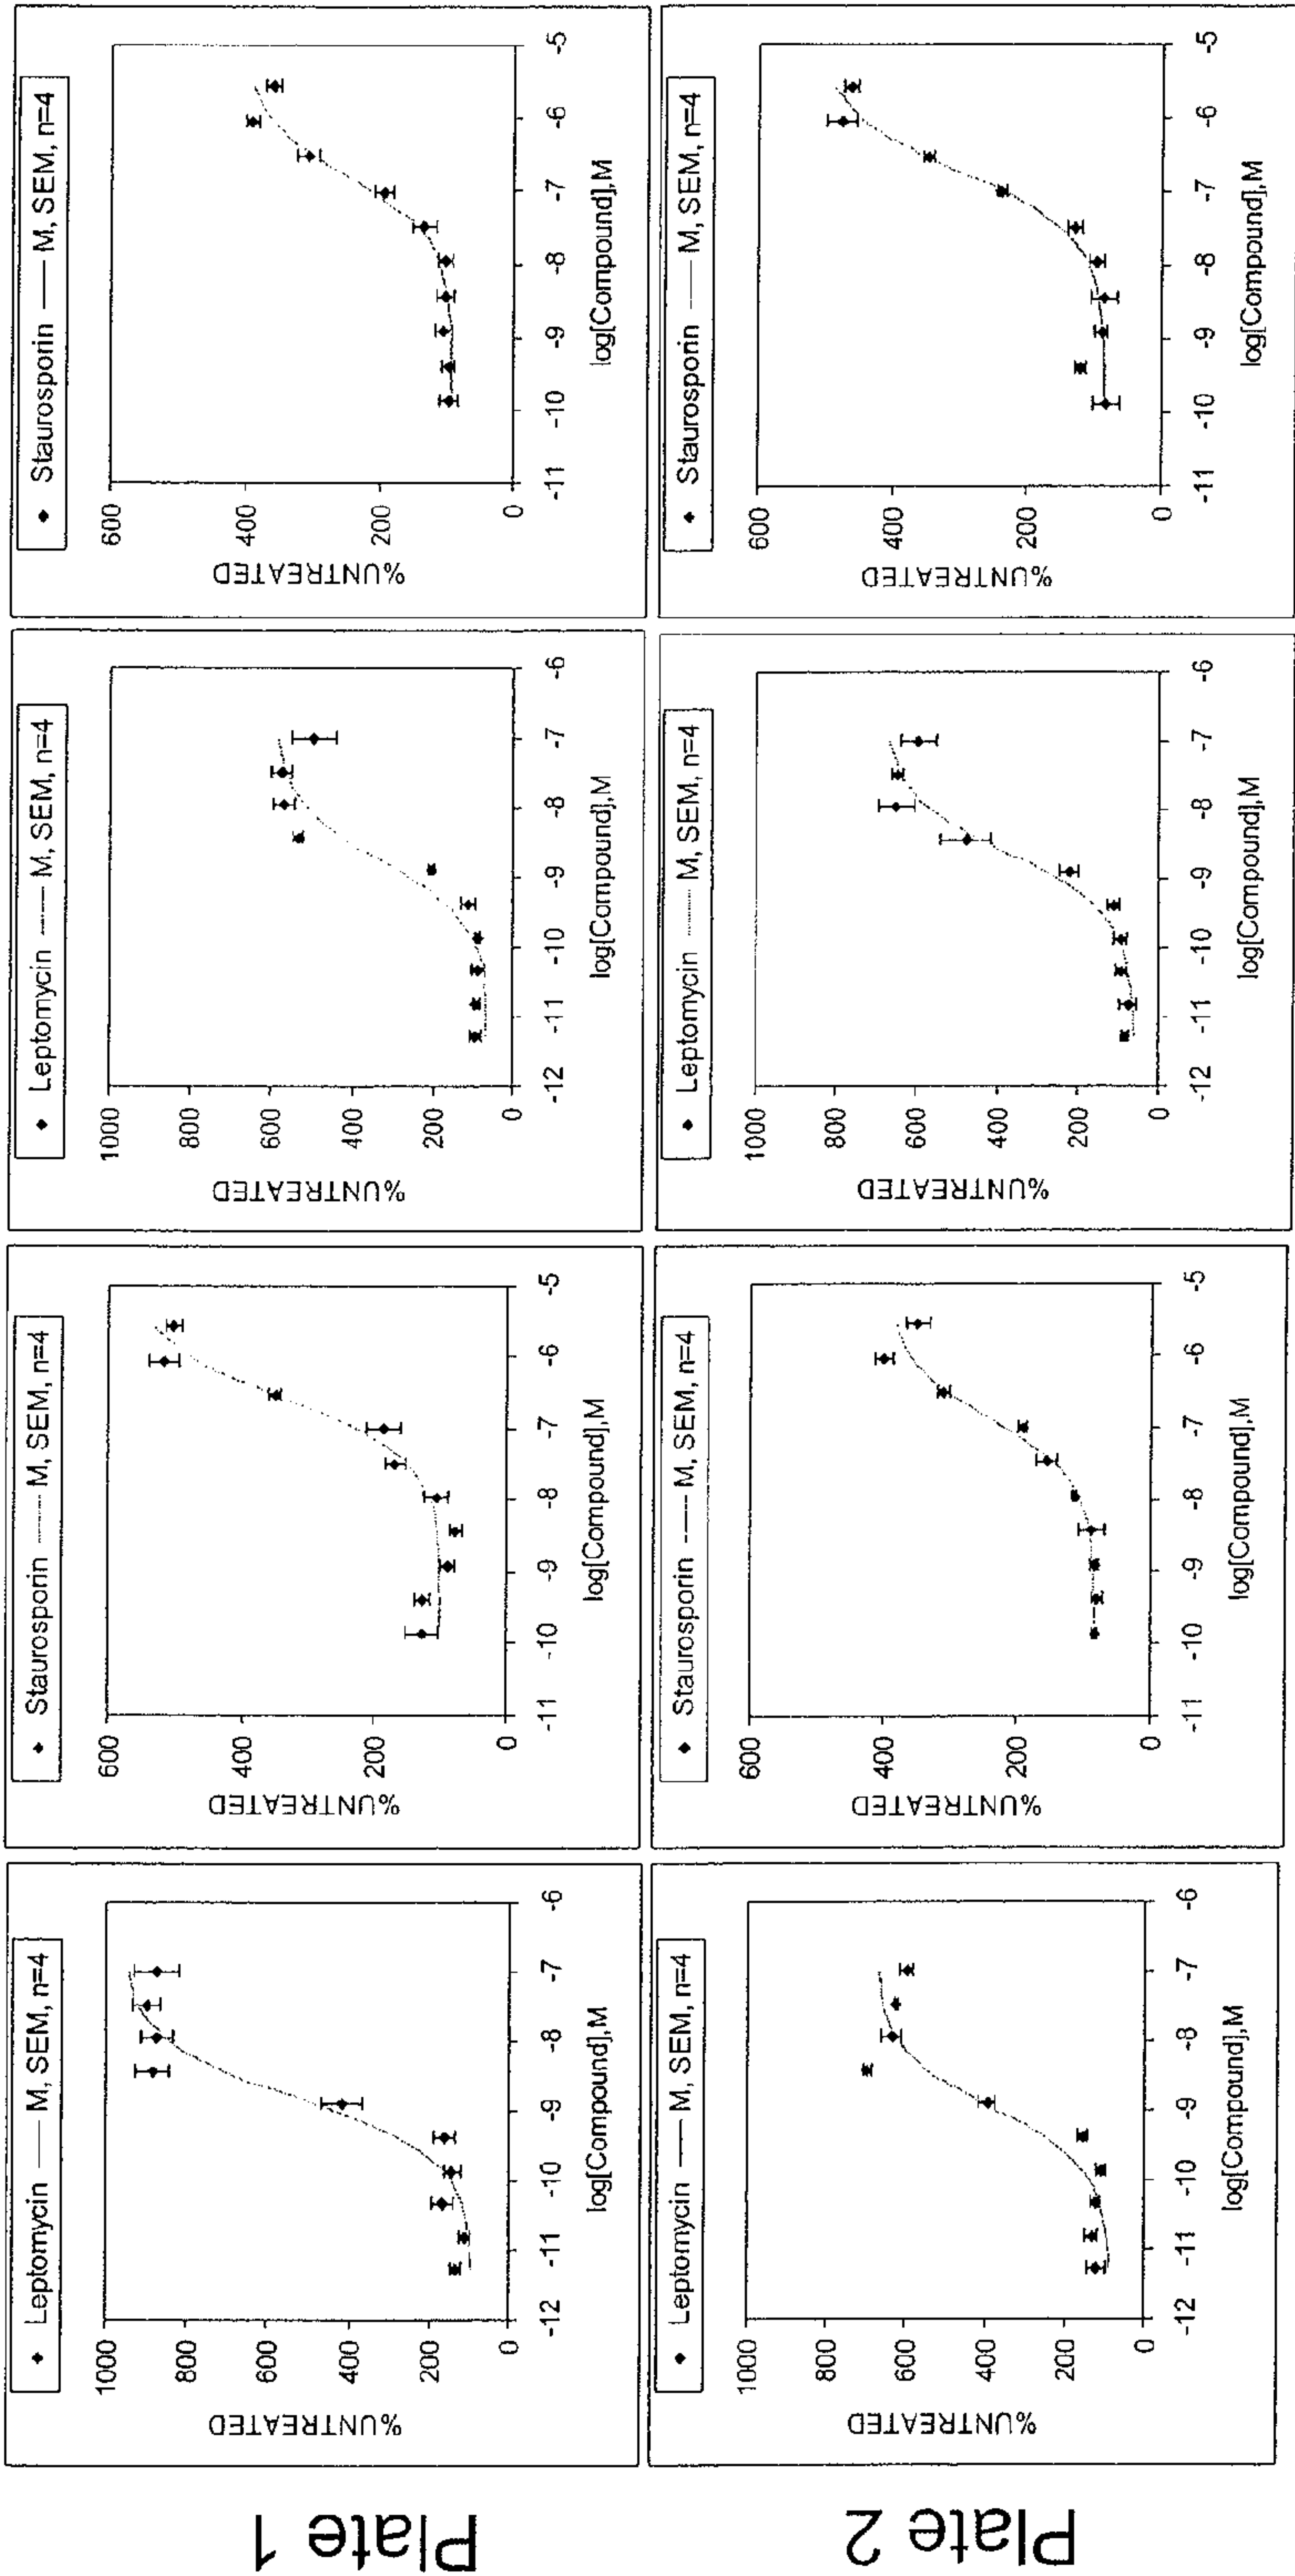 Plate 1
Leptomycin M, SEM, n=4
%UNTREATED
1000
800
600
400
200
0
-12 -11 -10 -9 -8 -7 -6
log[Compound],M
Staurosporin M, SEM, n=4
%UNTREATED
600
400
200
0
-11 -10 -9 -8 -7 -6 -5
log[Compound],M
Leptomycin M, SEM, n=4
%UNTREATED
1000
800
600
400
200
0
-12 -11 -10 -9 -8 -7 -6
log[Compound],M
Staurosporin M, SEM, n=4
%UNTREATED
600
400
200
0
-11 -10 -9 -8 -7 -6 -5
log[Compound],M
Plate 2
Leptomycin M, SEM, n=4
%UNTREATED
1000
800
600
400
200
0
-12 -11 -10 -9 -8 -7 -6
log[Compound],M
Staurosporin M, SEM, n=4
%UNTREATED
600
400
200
0
-11 -10 -9 -8 -7 -6 -5
log[Compound],M
Leptomycin M, SEM, n=4
%UNTREATED
1000
800
600
400
200
0
-12 -11 -10 -9 -8 -7 -6
log[Compound],M
Staurosporin M, SEM, n=4
%UNTREATED
600
400
200
0
-11 -10 -9 -8 -7 -6 -5
log[Compound],M